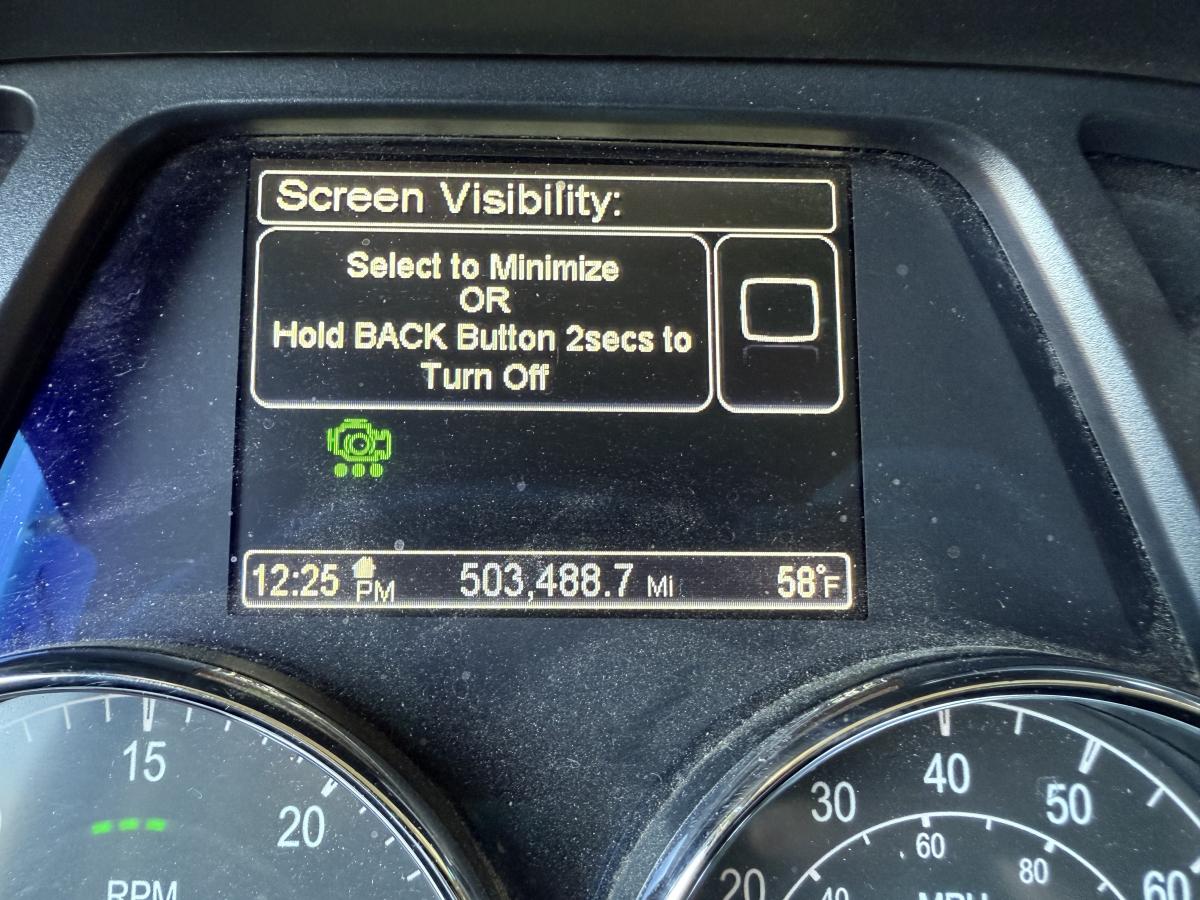 Screen Visibility:
Select to Minimize
OR
Hold BACK Button 2secs to
Turn Off
12:25 PM 503,488.7 Mi 58°F
15
20
RPM
20
30
40
50
60
40
60
80
MPH